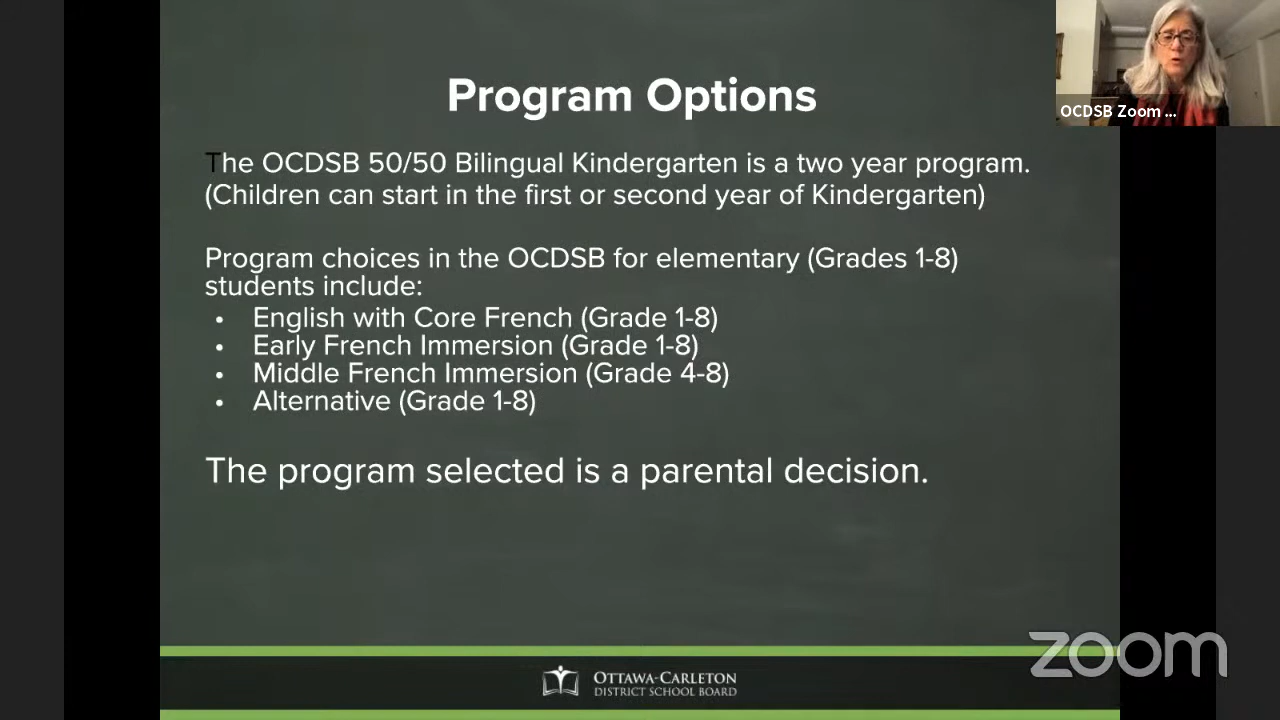 Program Options
The OCDSB 50/50 Bilingual Kindergarten is a two year program.
(Children can start in the first or second year of Kindergarten)
Program choices in the OCDSB for elementary (Grades 1-8)
students include:
• English with Core French (Grade 1-8)
• Early French Immersion (Grade 1-8)
• Middle French Immersion (Grade 4-8)
• Alternative (Grade 1-8)
The program selected is a parental decision.
OCDSB Zoom ...
zoom
OTTAWA-CARLETON
DISTRICT SCHOOL BOARD